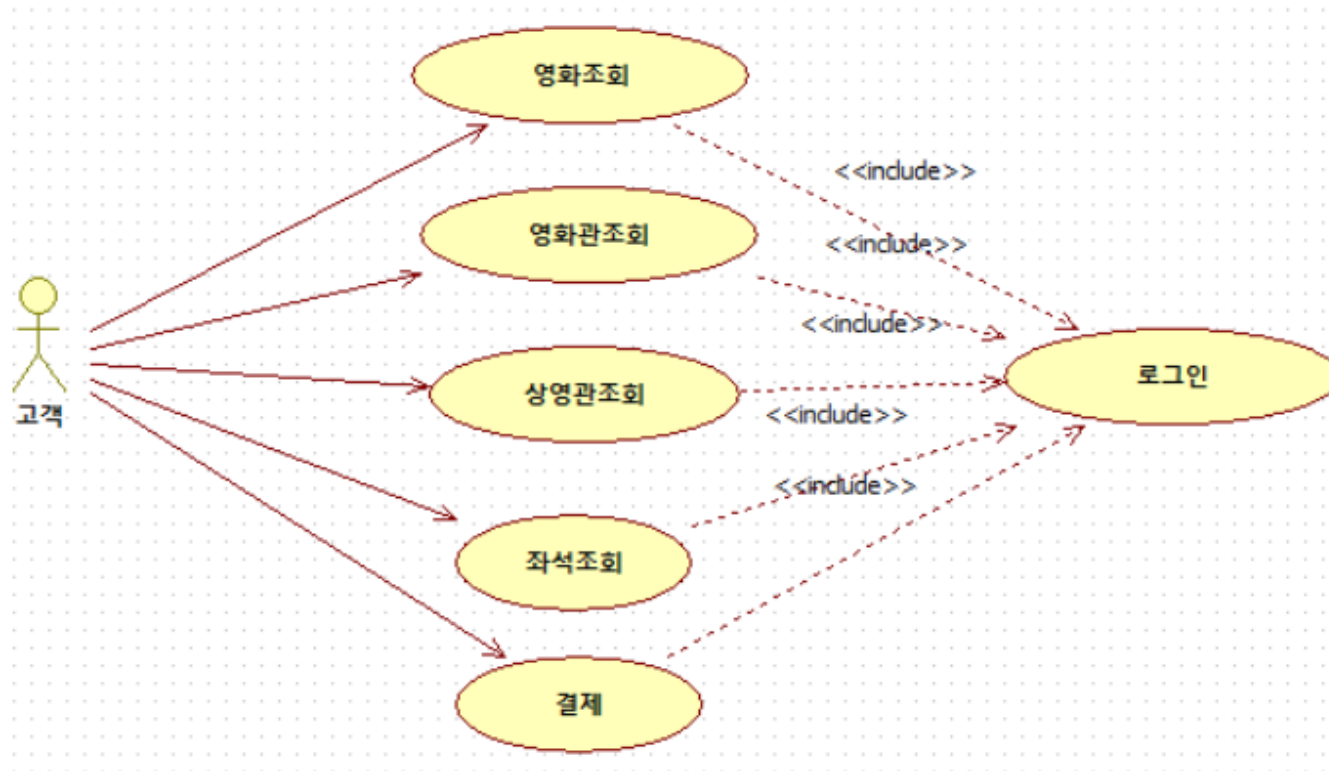 영화조회
<<include>>
영화관조회
<<include>>
<<include>>
로그인
상영관조회
고객
<<include>>
<<include>>
좌석조회
결제